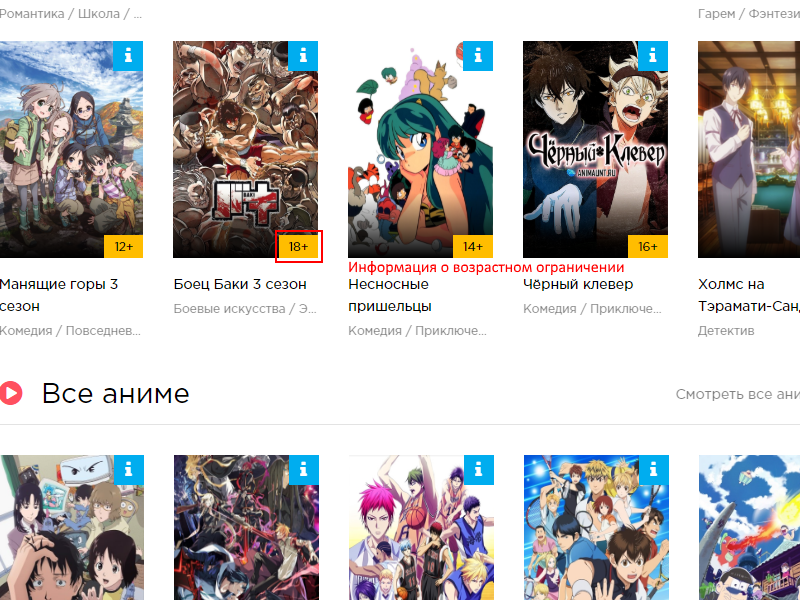 Романтика / Школа / ...
Гарем / Фэнтези
i
i
i
i
БАКИ
Чёрный Клевер
ANIMAUNT.RU
12+
18+
14+
16+
Информация о возрастном ограничении
Манящие горы 3
сезон
Комедия / Повседнев...
Боец Баки 3 сезон
Боевые искусства / Э...
Несносные
пришельцы
Комедия / Приключе...
Чёрный клевер
Комедия / Приключе...
Холмс на
Тэрамати-Сан
Детектив
Все аниме
Смотреть все ани
i
i
i
i